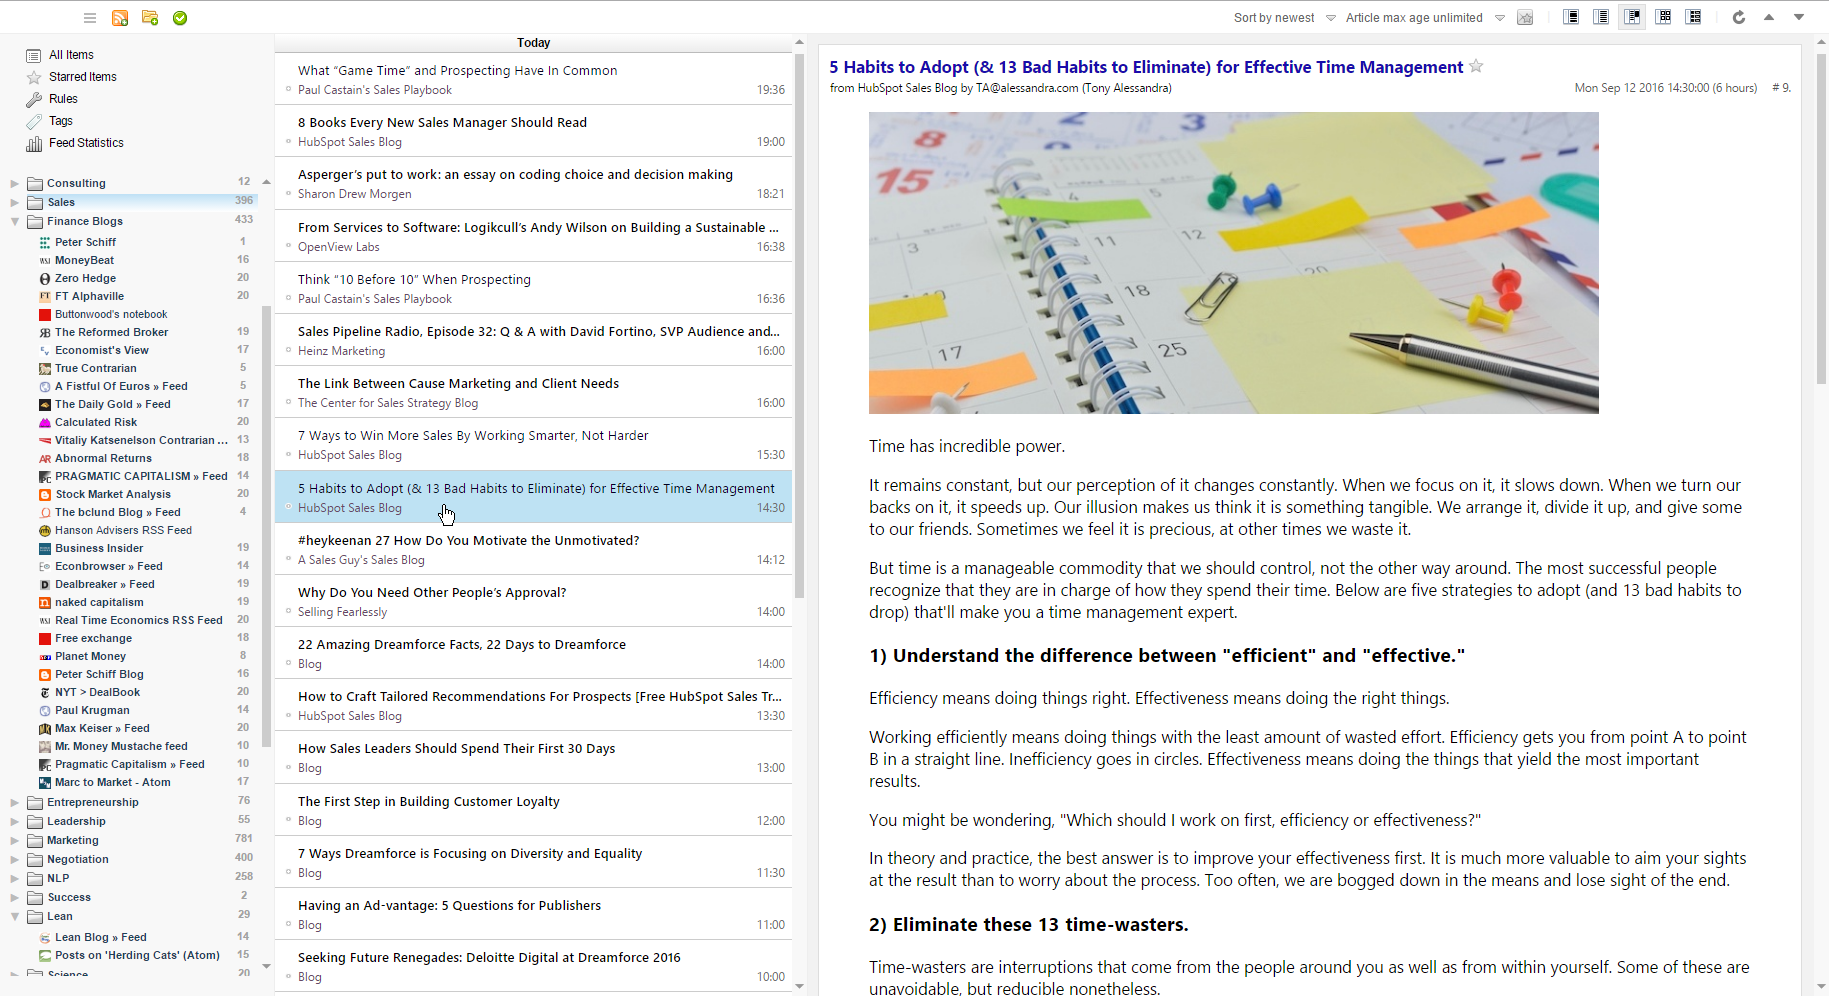 Sort by newest
Article max age unlimited
All Items
Starred Items
Rules
Tags
Feed Statistics
Consulting 12
Sales 396
Finance Blogs 433
Peter Schiff 1
MoneyBeat 16
Zero Hedge 20
FT Alphaville 20
Buttonwood's notebook
The Reformed Broker 19
Economist's View 17
True Contrarian 5
A Fistful Of Euros » Feed 5
The Daily Gold » Feed 17
Calculated Risk 20
Vitaliy Katsenelson Contrarian ... 13
Abnormal Returns 18
PRAGMATIC CAPITALISM » Feed 14
Stock Market Analysis 20
The bclund Blog » Feed 4
Hanson Advisers RSS Feed
Business Insider 19
Econbrowser » Feed 14
Dealbreaker » Feed 19
naked capitalism 19
Real Time Economics RSS Feed 20
Free exchange 18
Planet Money 8
Peter Schiff Blog 16
NYT > DealBook 20
Paul Krugman 14
Max Keiser » Feed 20
Mr. Money Mustache feed 10
Pragmatic Capitalism » Feed 10
Marc to Market - Atom 17
Entrepreneurship 76
Leadership 55
Marketing 781
Negotiation 400
NLP 258
Success 2
Lean 29
Lean Blog » Feed 14
Posts on 'Herding Cats' (Atom) 15
Science 20
Today
What “Game Time” and Prospecting Have In Common
Paul Castain's Sales Playbook 19:36
8 Books Every New Sales Manager Should Read
HubSpot Sales Blog 19:00
Asperger’s put to work: an essay on coding choice and decision making
Sharon Drew Morgen 18:21
From Services to Software: Logikcull’s Andy Wilson on Building a Sustainable ...
OpenView Labs 16:38
Think “10 Before 10” When Prospecting
Paul Castain's Sales Playbook 16:36
Sales Pipeline Radio, Episode 32: Q & A with David Fortino, SVP Audience and...
Heinz Marketing 16:00
The Link Between Cause Marketing and Client Needs
The Center for Sales Strategy Blog 16:00
7 Ways to Win More Sales By Working Smarter, Not Harder
HubSpot Sales Blog 15:30
5 Habits to Adopt (& 13 Bad Habits to Eliminate) for Effective Time Management
HubSpot Sales Blog 14:30
#heykeenan 27 How Do You Motivate the Unmotivated?
A Sales Guy's Sales Blog 14:12
Why Do You Need Other People’s Approval?
Selling Fearlessly 14:00
22 Amazing Dreamforce Facts, 22 Days to Dreamforce
Blog 14:00
How to Craft Tailored Recommendations For Prospects [Free HubSpot Sales Tr...
HubSpot Sales Blog 13:30
How Sales Leaders Should Spend Their First 30 Days
Blog 13:00
The First Step in Building Customer Loyalty
Blog 12:00
7 Ways Dreamforce is Focusing on Diversity and Equality
Blog 11:30
Having an Ad-vantage: 5 Questions for Publishers
Blog 11:00
Seeking Future Renegades: Deloitte Digital at Dreamforce 2016
Blog 10:00
5 Habits to Adopt (& 13 Bad Habits to Eliminate) for Effective Time Management
from HubSpot Sales Blog by TA@alessandra.com (Tony Alessandra) Mon Sep 12 2016 14:30:00 (6 hours) # 9.
8
15
3
4
11
12
10
18
20
17
25
Time has incredible power.
It remains constant, but our perception of it changes constantly. When we focus on it, it slows down. When we turn our
backs on it, it speeds up. Our illusion makes us think it is something tangible. We arrange it, divide it up, and give some
to our friends. Sometimes we feel it is precious, at other times we waste it.
But time is a manageable commodity that we should control, not the other way around. The most successful people
recognize that they are in charge of how they spend their time. Below are five strategies to adopt (and 13 bad habits to
drop) that'll make you a time management expert.
1) Understand the difference between "efficient" and "effective."
Efficiency means doing things right. Effectiveness means doing the right things.
Working efficiently means doing things with the least amount of wasted effort. Efficiency gets you from point A to point
B in a straight line. Inefficiency goes in circles. Effectiveness means doing the things that yield the most important
results.
You might be wondering, "Which should I work on first, efficiency or effectiveness?"
In theory and practice, the best answer is to improve your effectiveness first. It is much more valuable to aim your sights
at the result than to worry about the process. Too often, we are bogged down in the means and lose sight of the end.
2) Eliminate these 13 time-wasters.
Time-wasters are interruptions that come from the people around you as well as from within yourself. Some of these are
unavoidable, but reducible nonetheless.